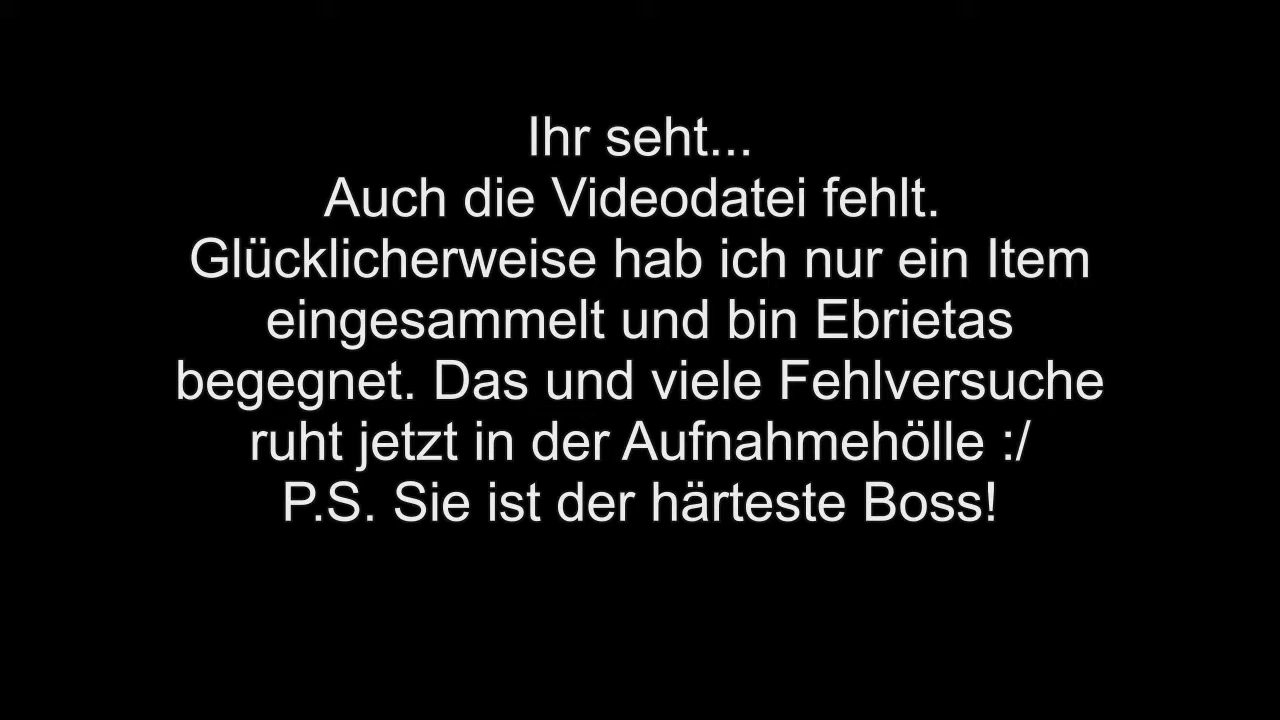 Ihr seht...
Auch die Videodatei fehlt.
Glücklicherweise hab ich nur ein Item
eingesammelt und bin Ebrietas
begegnet. Das und viele Fehlversuche
ruht jetzt in der Aufnahmehölle :/
P.S. Sie ist der härteste Boss!